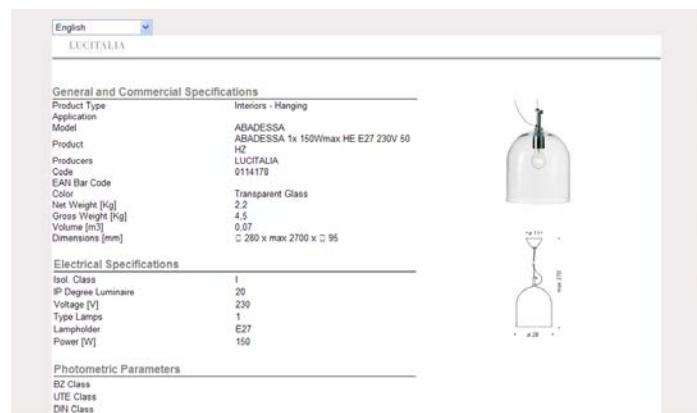 English
LUCITALIA
General and Commercial Specifications
Product Type Interiors - Hanging
Application
Model ABADESSA
Product ABADESSA 1x 150Wmax HE E27 230V 50 HZ
Producers LUCITALIA
Code 0114178
EAN Bar Code
Color Transparent Glass
Net Weight [Kg] 2,2
Gross Weight [Kg] 4,5
Volume [m3] 0,07
Dimensions [mm] □ 280 x max 2700 x □ 95
Electrical Specifications
Isol. Class I
IP Degree Luminaire 20
Voltage [V] 230
Type Lamps 1
Lampholder E27
Power [W] 150
Photometric Parameters
BZ Class
UTE Class
DIN Class
ø 11
max 270
ø 28